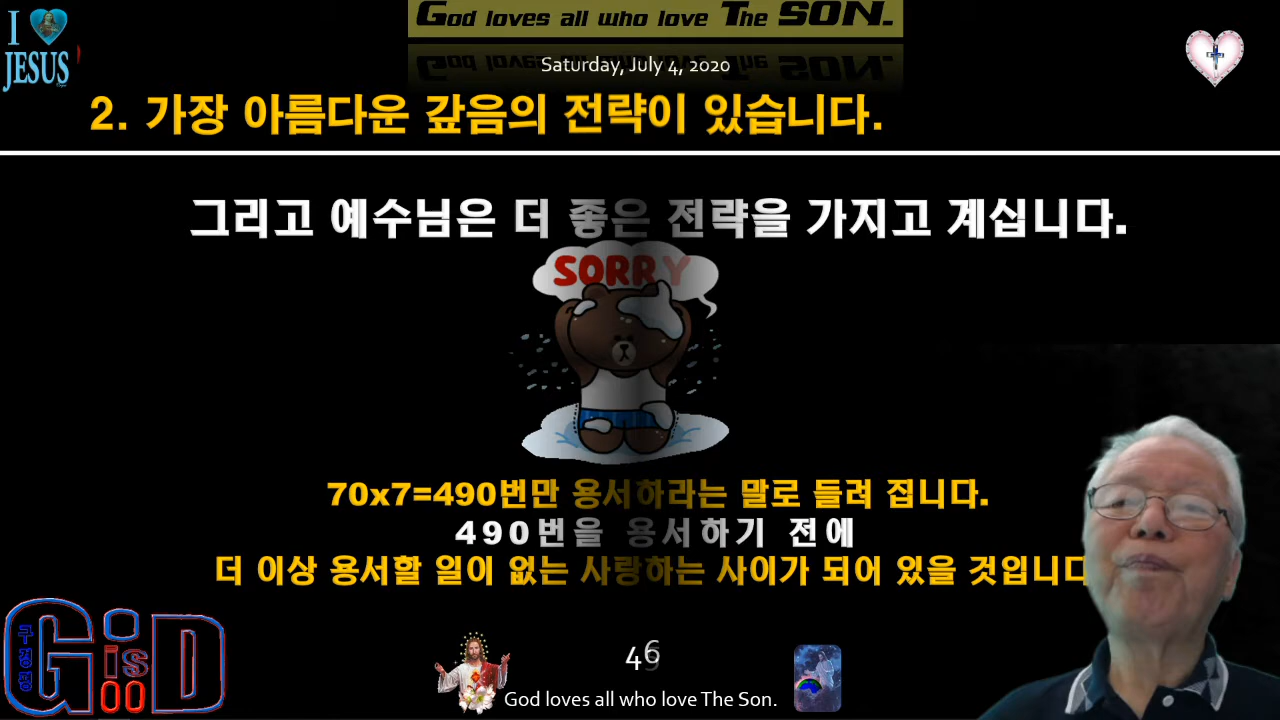 I
JESUS
God loves all who love The SON.
Saturday, July 4, 2020
2. 가장 아름다운 갚음의 전략이 있습니다.
그리고 예수님은 더 좋은 전략을 가지고 계십니다.
SORRY
70x7=490번만 용서하라는 말로 들려 집니다.
490번을 용서하기 전에
더 이상 용서할 일이 없는 사랑하는 사이가 되어 있을 것입니다
G is D
God loves all who love The Son.